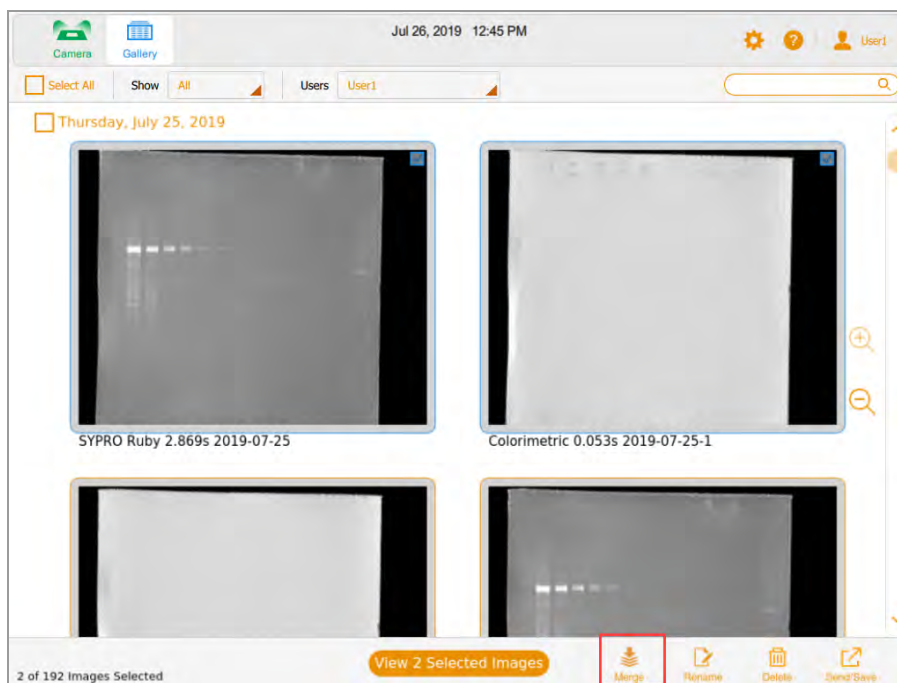 Jul 26, 2019 12:45 PM
Camera
Gallery
User1
Select All Show All Users User1
Thursday, July 25, 2019
SYPRO Ruby 2.869s 2019-07-25
Colorimetric 0.053s 2019-07-25-1
View 2 Selected Images
2 of 192 Images Selected
Merge
Rename
Delete
Send/Save